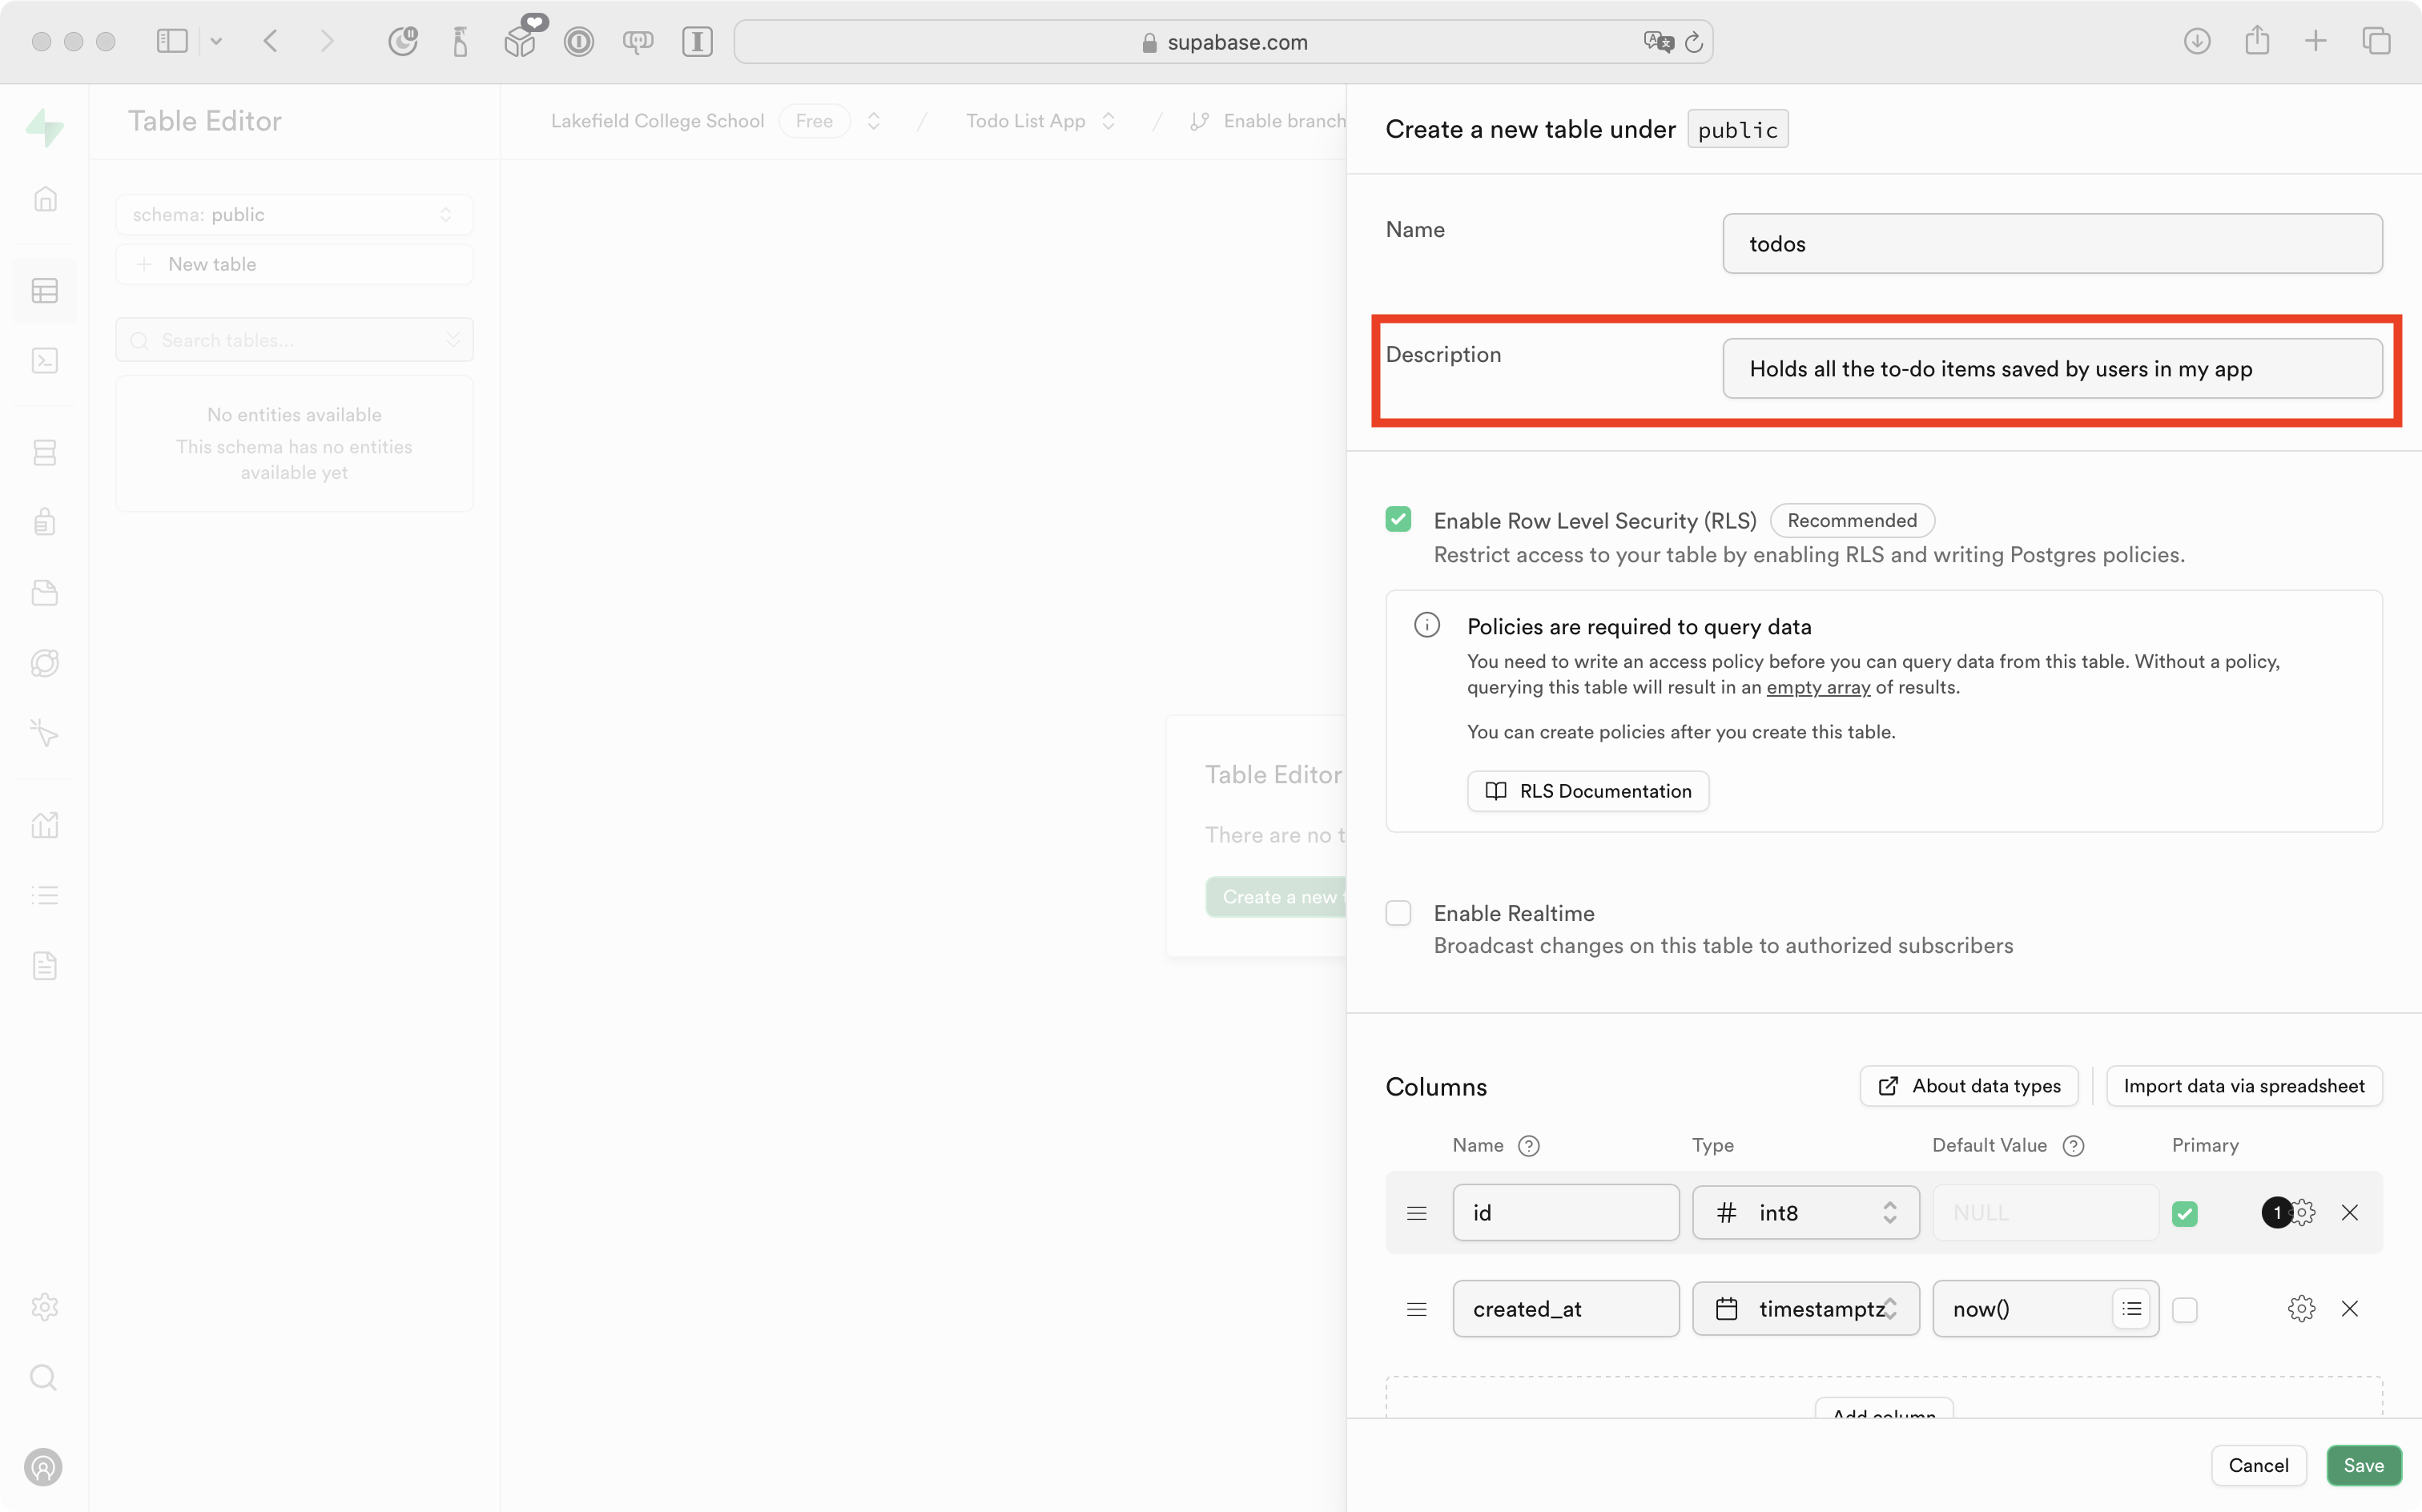 supabase.com
Table Editor
Lakefield College School
Free
/
Todo List App
/
Enable branch
schema: public
New table
Search tables...
No entities available
This schema has no entities
available yet
Table Editor
There are no t
Create a new t
Create a new table under public
Name
todos
Description
Holds all the to-do items saved by users in my app
Enable Row Level Security (RLS)
Recommended
Restrict access to your table by enabling RLS and writing Postgres policies.
Policies are required to query data
You need to write an access policy before you can query data from this table. Without a policy,
querying this table will result in an empty array of results.
You can create policies after you create this table.
RLS Documentation
Enable Realtime
Broadcast changes on this table to authorized subscribers
Columns
About data types
Import data via spreadsheet
Name
Type
Default Value
Primary
id
# int8
NULL
1
created_at
timestamptz
now()
Add column
Cancel
Save